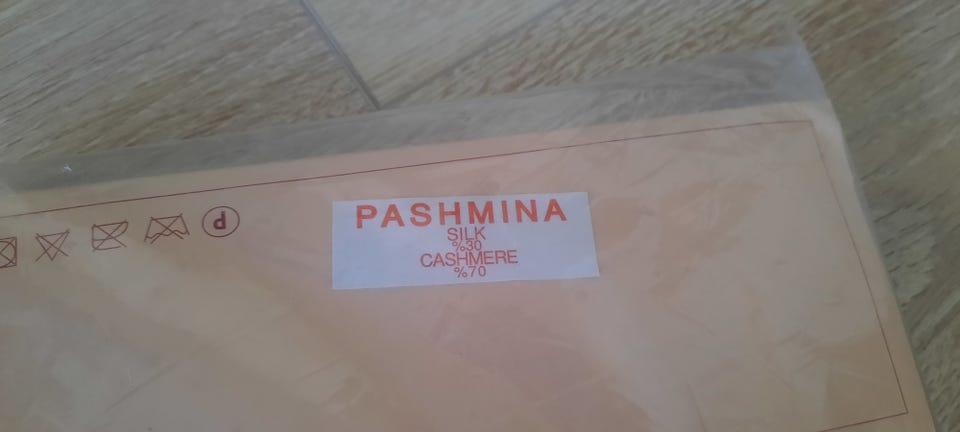 PASHMINA
SILK
%30
CASHMERE
%70
P